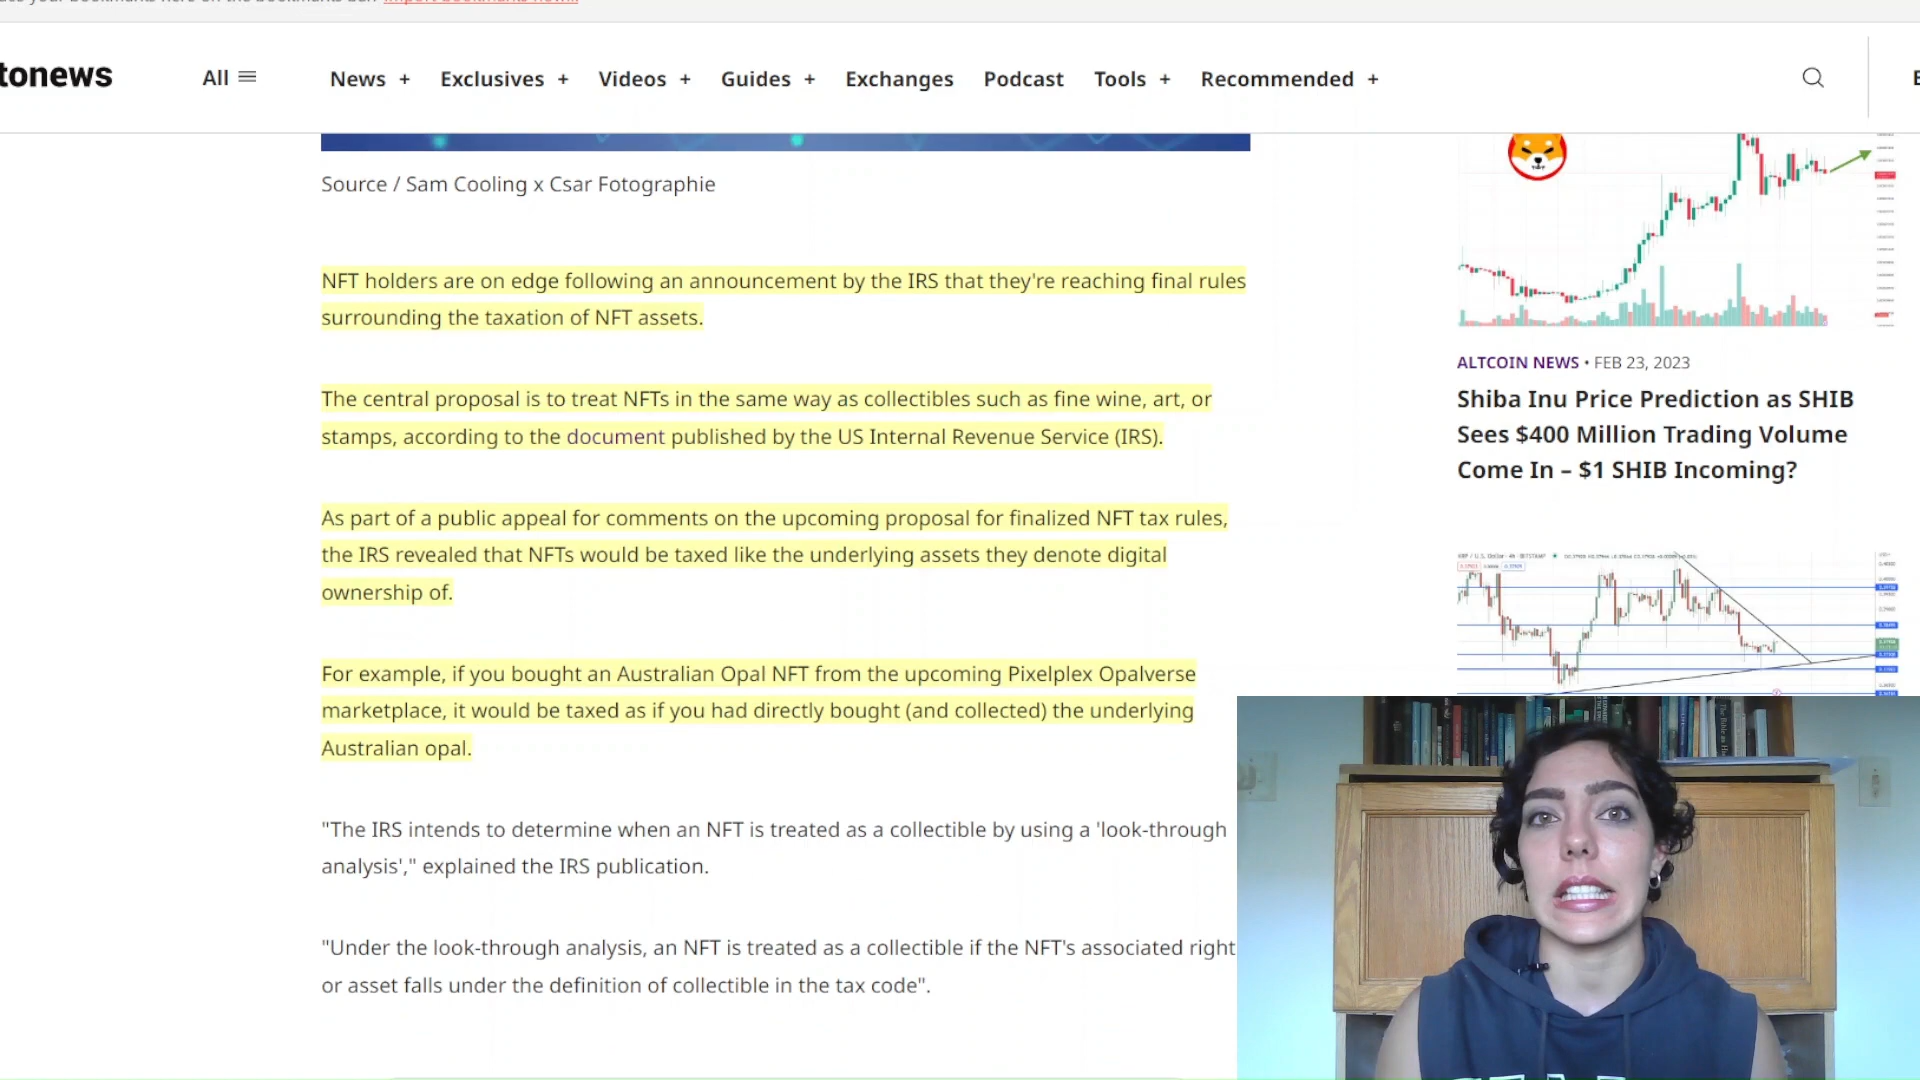 import bookmarks now...
tonews
All
News +
Exclusives +
Videos +
Guides +
Exchanges
Podcast
Tools +
Recommended +
Source / Sam Cooling x Csar Fotographie
NFT holders are on edge following an announcement by the IRS that they're reaching final rules
surrounding the taxation of NFT assets.
The central proposal is to treat NFTs in the same way as collectibles such as fine wine, art, or
stamps, according to the document published by the US Internal Revenue Service (IRS).
As part of a public appeal for comments on the upcoming proposal for finalized NFT tax rules,
the IRS revealed that NFTs would be taxed like the underlying assets they denote digital
ownership of.
For example, if you bought an Australian Opal NFT from the upcoming Pixelplex Opalverse
marketplace, it would be taxed as if you had directly bought (and collected) the underlying
Australian opal.
"The IRS intends to determine when an NFT is treated as a collectible by using a 'look-through
analysis'," explained the IRS publication.
"Under the look-through analysis, an NFT is treated as a collectible if the NFT's associated right
or asset falls under the definition of collectible in the tax code".
ALTCOIN NEWS • FEB 23, 2023
Shiba Inu Price Prediction as SHIB
Sees $400 Million Trading Volume
Come In – $1 SHIB Incoming?